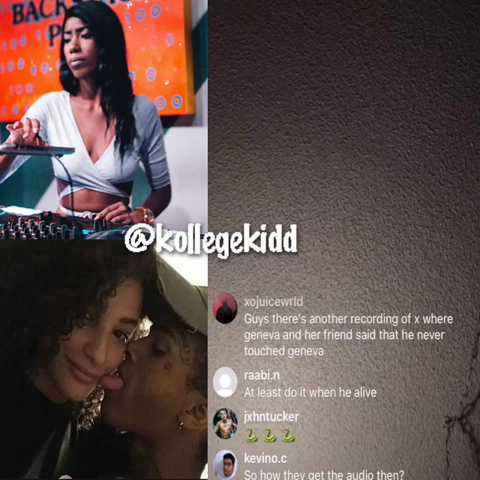 BACKS
P
@kollegekidd
xojuicewrld
Guys there's another recording of x where
geneva and her friend said that he never
touched geneva
raabi.n
At least do it when he alive
jxhntucker
🐍🐍🐍
kevino.c
So how they get the audio then?